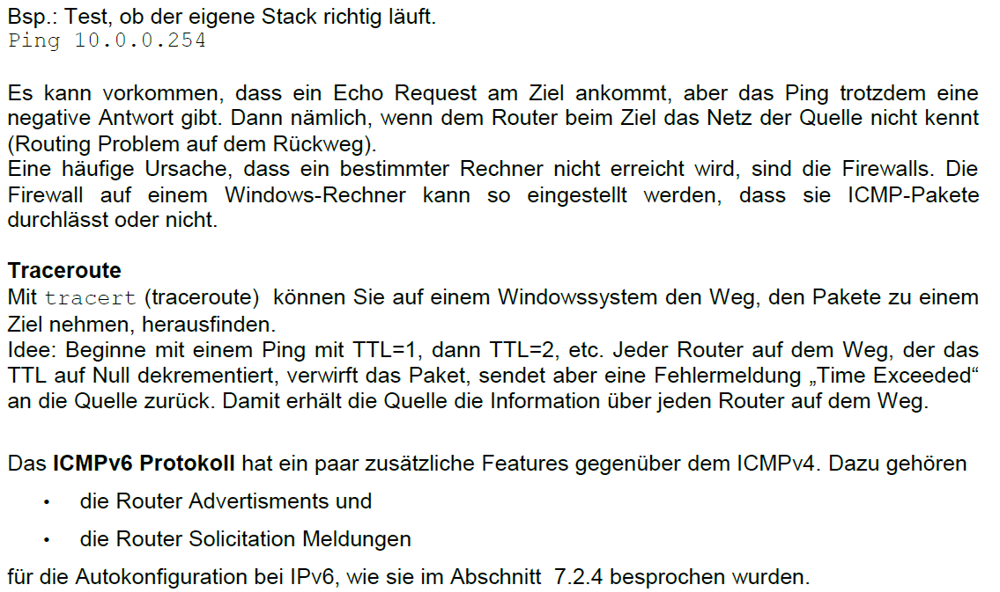 Bsp.: Test, ob der eigene Stack richtig läuft.
Ping 10.0.0.254
Es kann vorkommen, dass ein Echo Request am Ziel ankommt, aber das Ping trotzdem eine
negative Antwort gibt. Dann nämlich, wenn dem Router beim Ziel das Netz der Quelle nicht kennt
(Routing Problem auf dem Rückweg).
Eine häufige Ursache, dass ein bestimmter Rechner nicht erreicht wird, sind die Firewalls. Die
Firewall auf einem Windows-Rechner kann so eingestellt werden, dass sie ICMP-Pakete
durchlässt oder nicht.
Traceroute
Mit tracert (traceroute)  können Sie auf einem Windowssystem den Weg, den Pakete zu einem
Ziel nehmen, herausfinden.
Idee: Beginne mit einem Ping mit TTL=1, dann TTL=2, etc. Jeder Router auf dem Weg, der das
TTL auf Null dekrementiert, verwirft das Paket, sendet aber eine Fehlermeldung „Time Exceeded“
an die Quelle zurück. Damit erhält die Quelle die Information über jeden Router auf dem Weg.
Das ICMPv6 Protokoll hat ein paar zusätzliche Features gegenüber dem ICMPv4. Dazu gehören
• die Router Advertisments und
• die Router Solicitation Meldungen
für die Autokonfiguration bei IPv6, wie sie im Abschnitt  7.2.4 besprochen wurden.